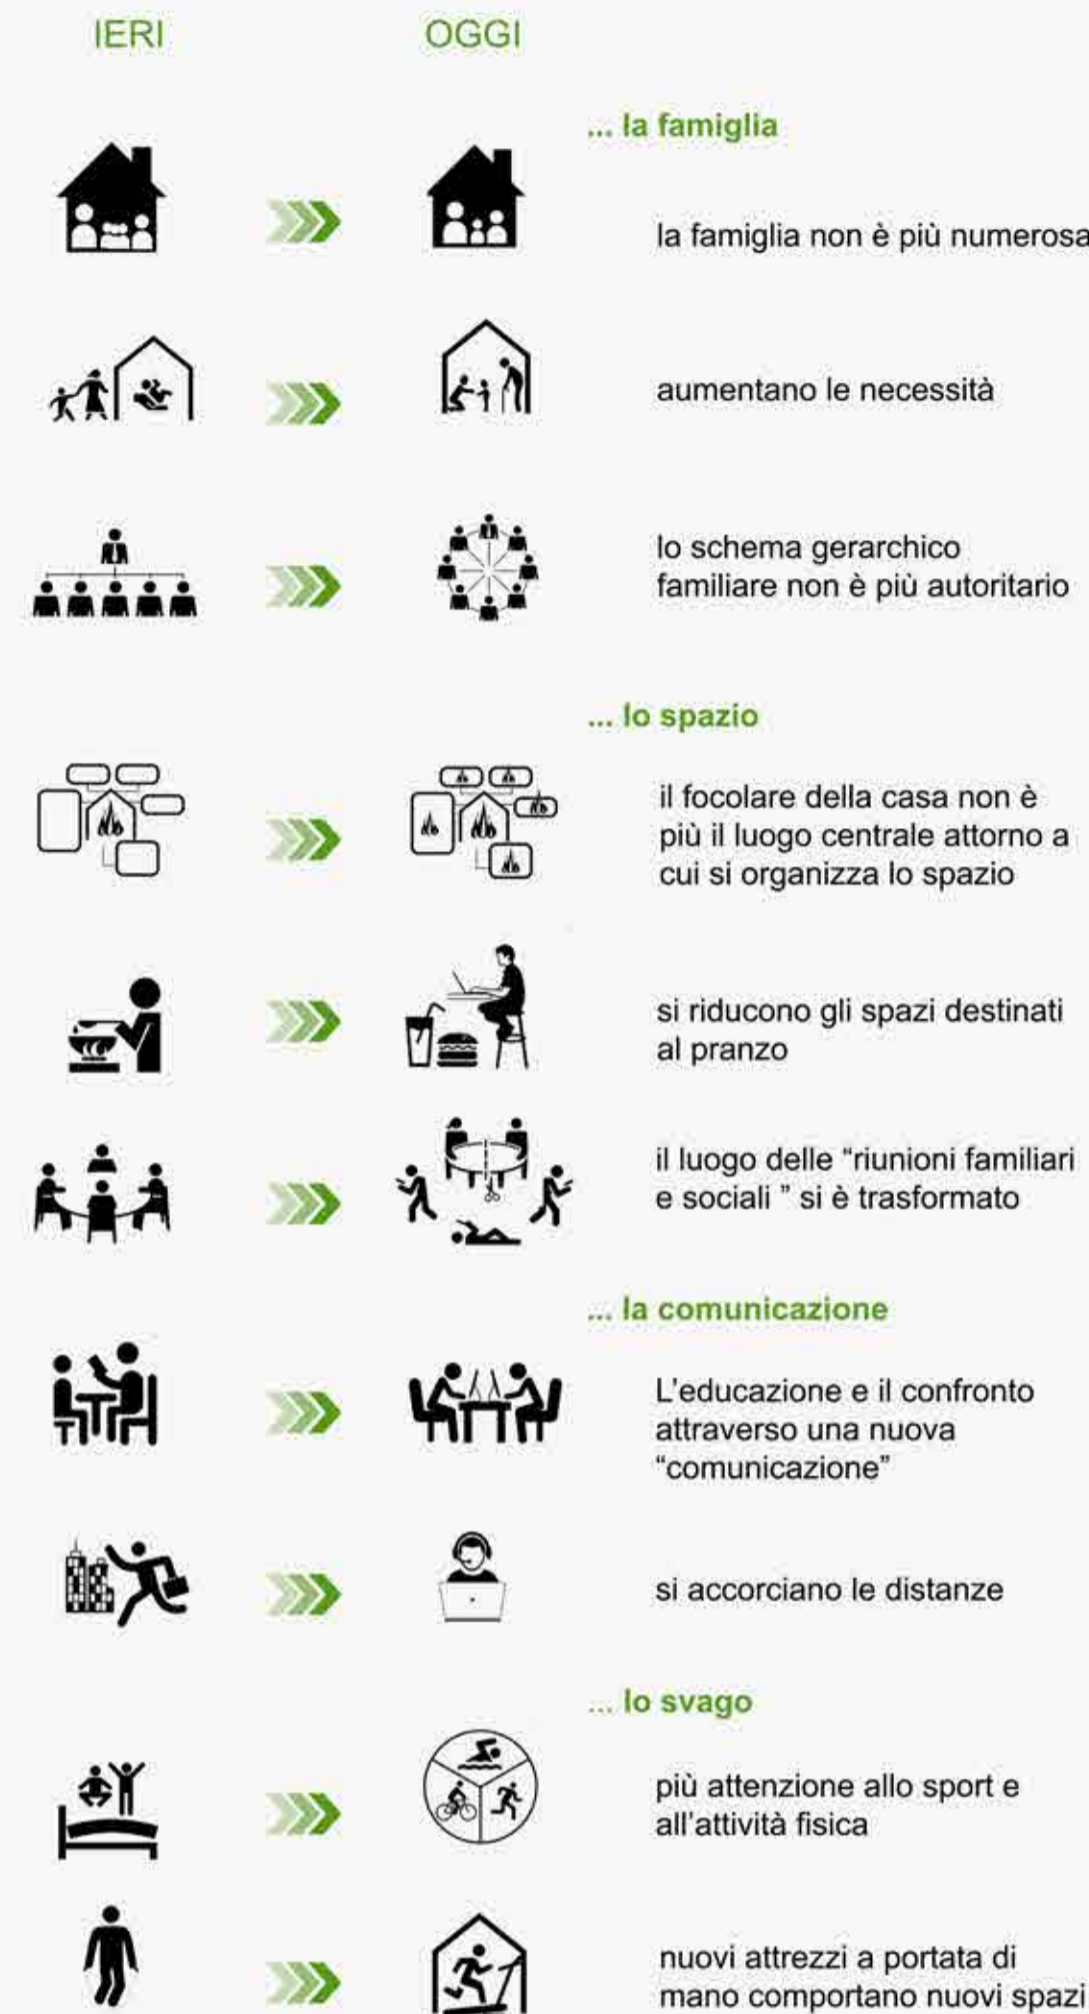 IERI
OGGI
... la famiglia
la famiglia non è più numerosa
aumentano le necessità
lo schema gerarchico
familiare non è più autoritario
... lo spazio
il focolare della casa non è
più il luogo centrale attorno a
cui si organizza lo spazio
si riducono gli spazi destinati
al pranzo
il luogo delle “riunioni familiari
e sociali ” si è trasformato
... la comunicazione
L'educazione e il confronto
attraverso una nuova
“comunicazione”
si accorciano le distanze
... lo svago
più attenzione allo sport e
all'attività fisica
nuovi attrezzi a portata di
mano comportano nuovi spazi